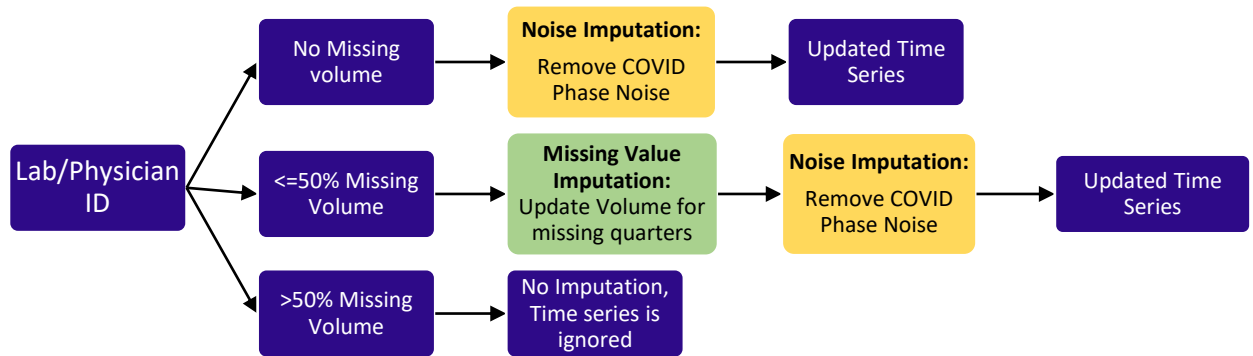 No Missing
volume
Noise Imputation:
Remove COVID
Phase Noise
Updated Time
Series
Lab/Physician
ID
<=50% Missing
Volume
Missing Value
Imputation:
Update Volume for
missing quarters
Noise Imputation:
Remove COVID
Phase Noise
Updated Time
Series
>50% Missing
Volume
No Imputation,
Time series is
ignored